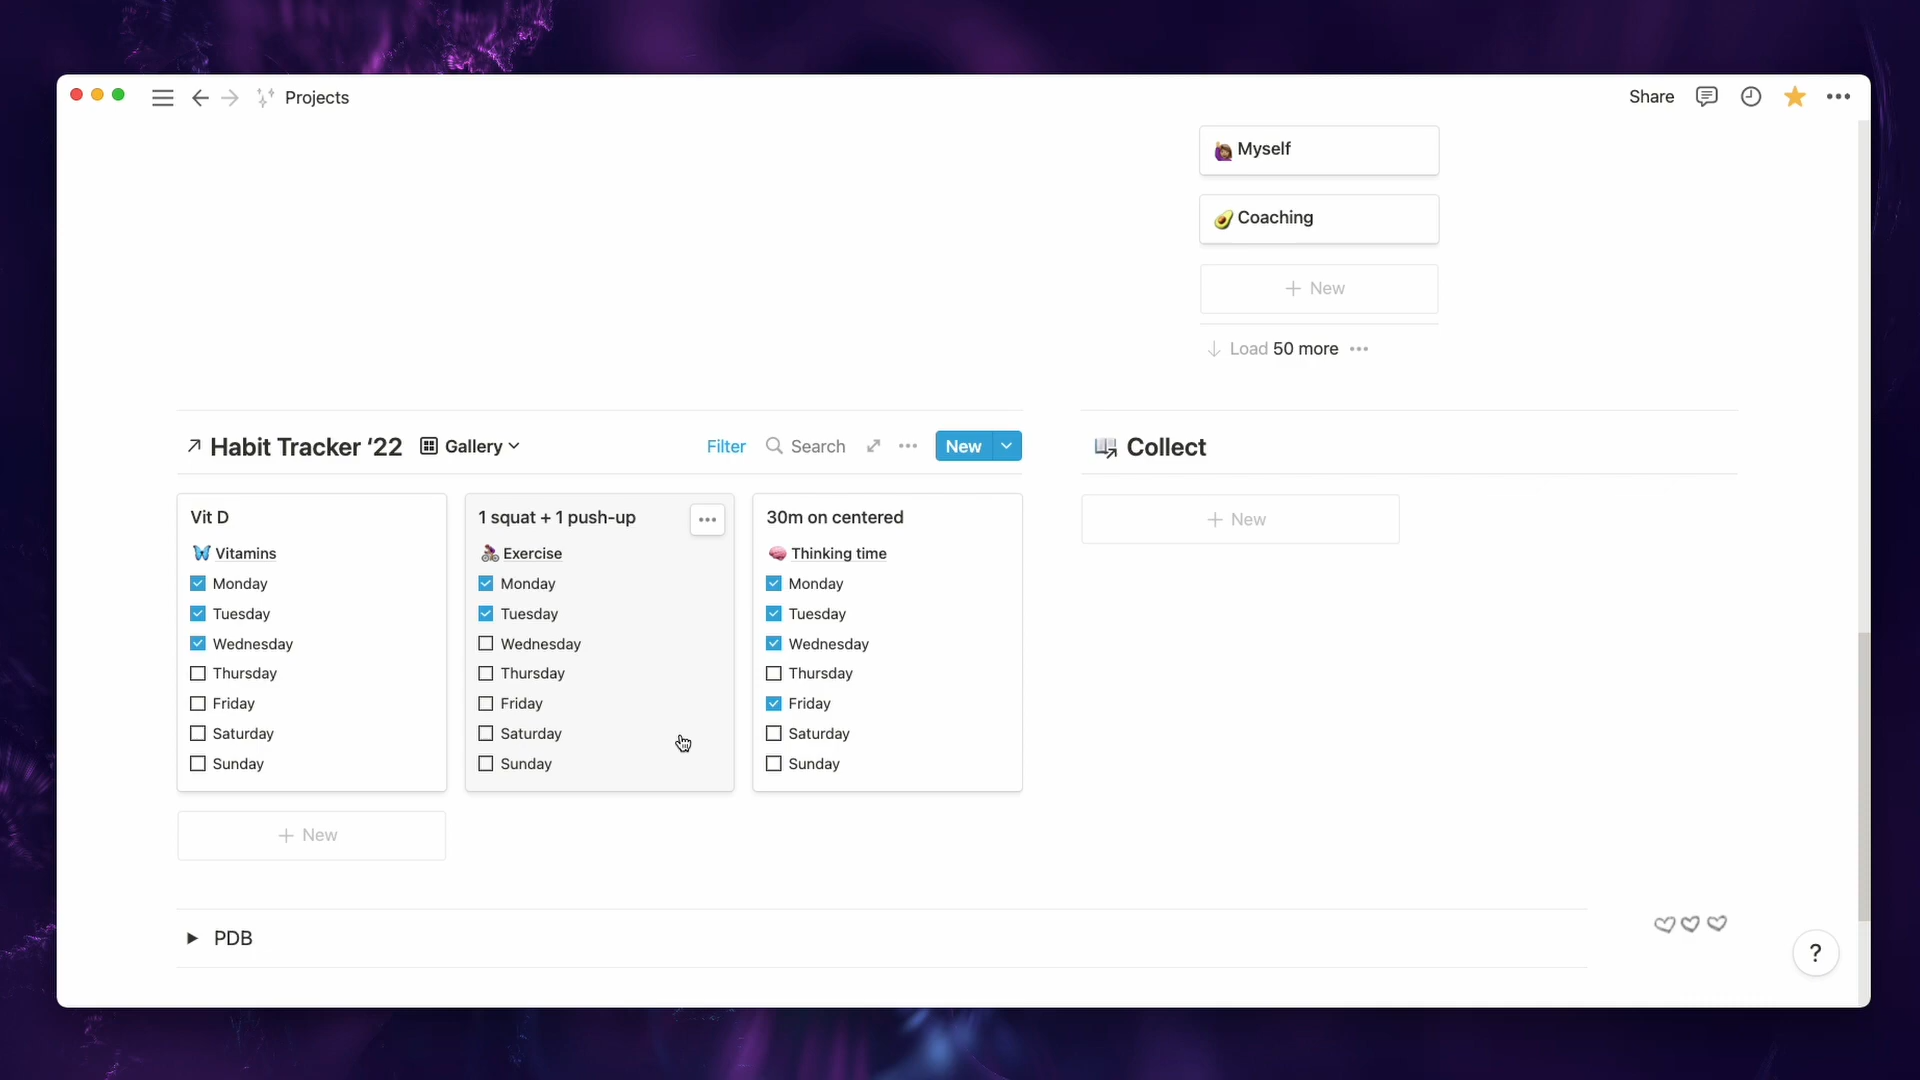 Projects
Share
Myself
Coaching
New
Load 50 more
Habit Tracker ‘22
Gallery
Filter
Search
New
Collect
Vit D
Vitamins
Monday
Tuesday
Wednesday
Thursday
Friday
Saturday
Sunday
1 squat + 1 push-up
Exercise
Monday
Tuesday
Wednesday
Thursday
Friday
Saturday
Sunday
30m on centered
Thinking time
Monday
Tuesday
Wednesday
Thursday
Friday
Saturday
Sunday
New
New
PDB
?